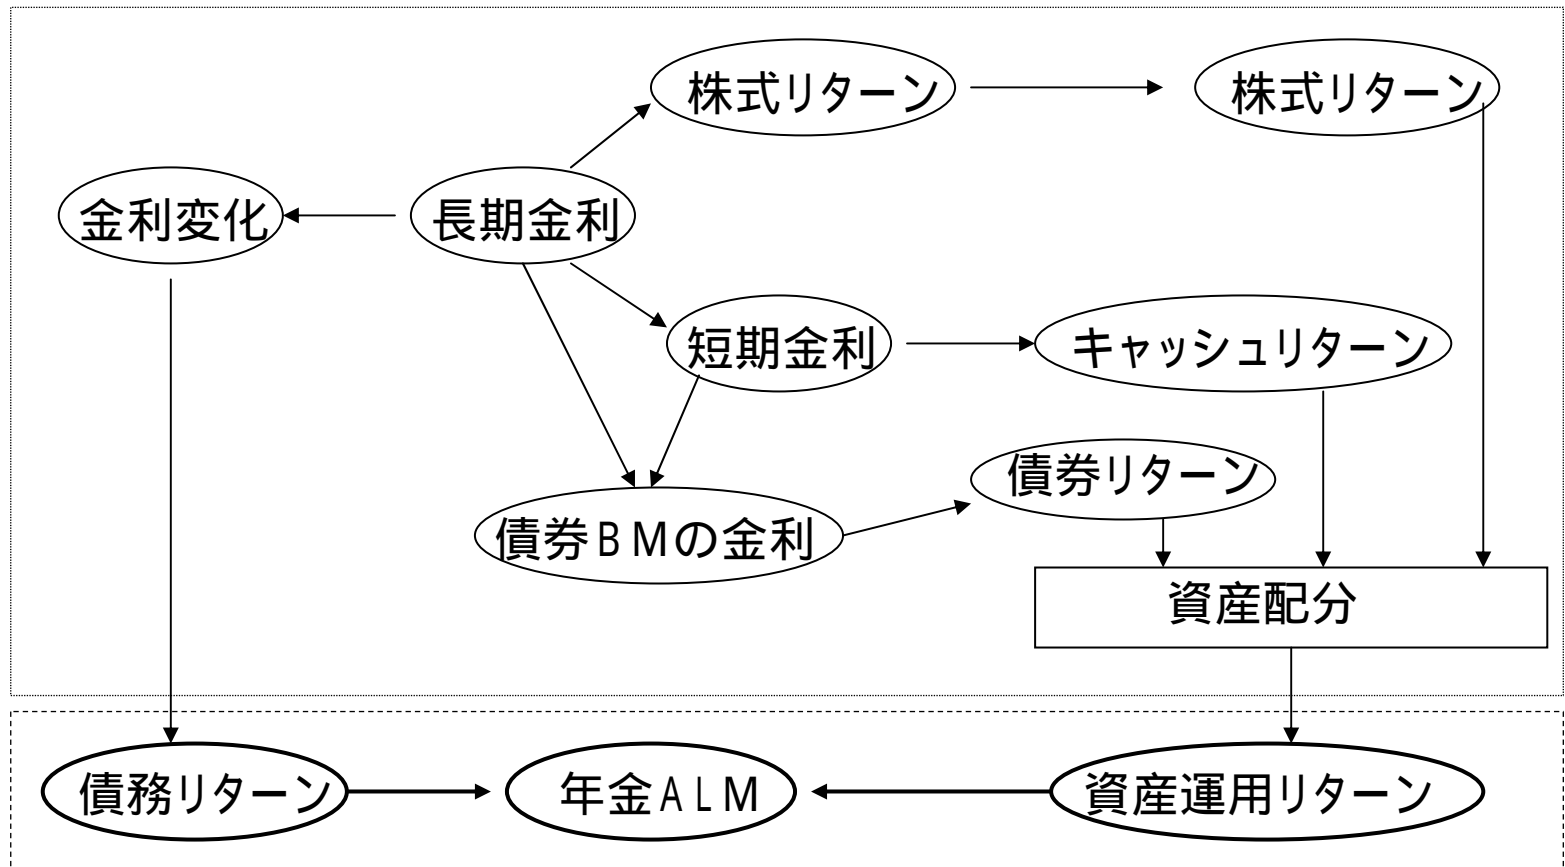 株式リターン
株式リターン
金利変化
長期金利
短期金利
キャッシュリターン
債券リターン
債券BMの金利
資産配分
債務リターン
年金ALM
資産運用リターン